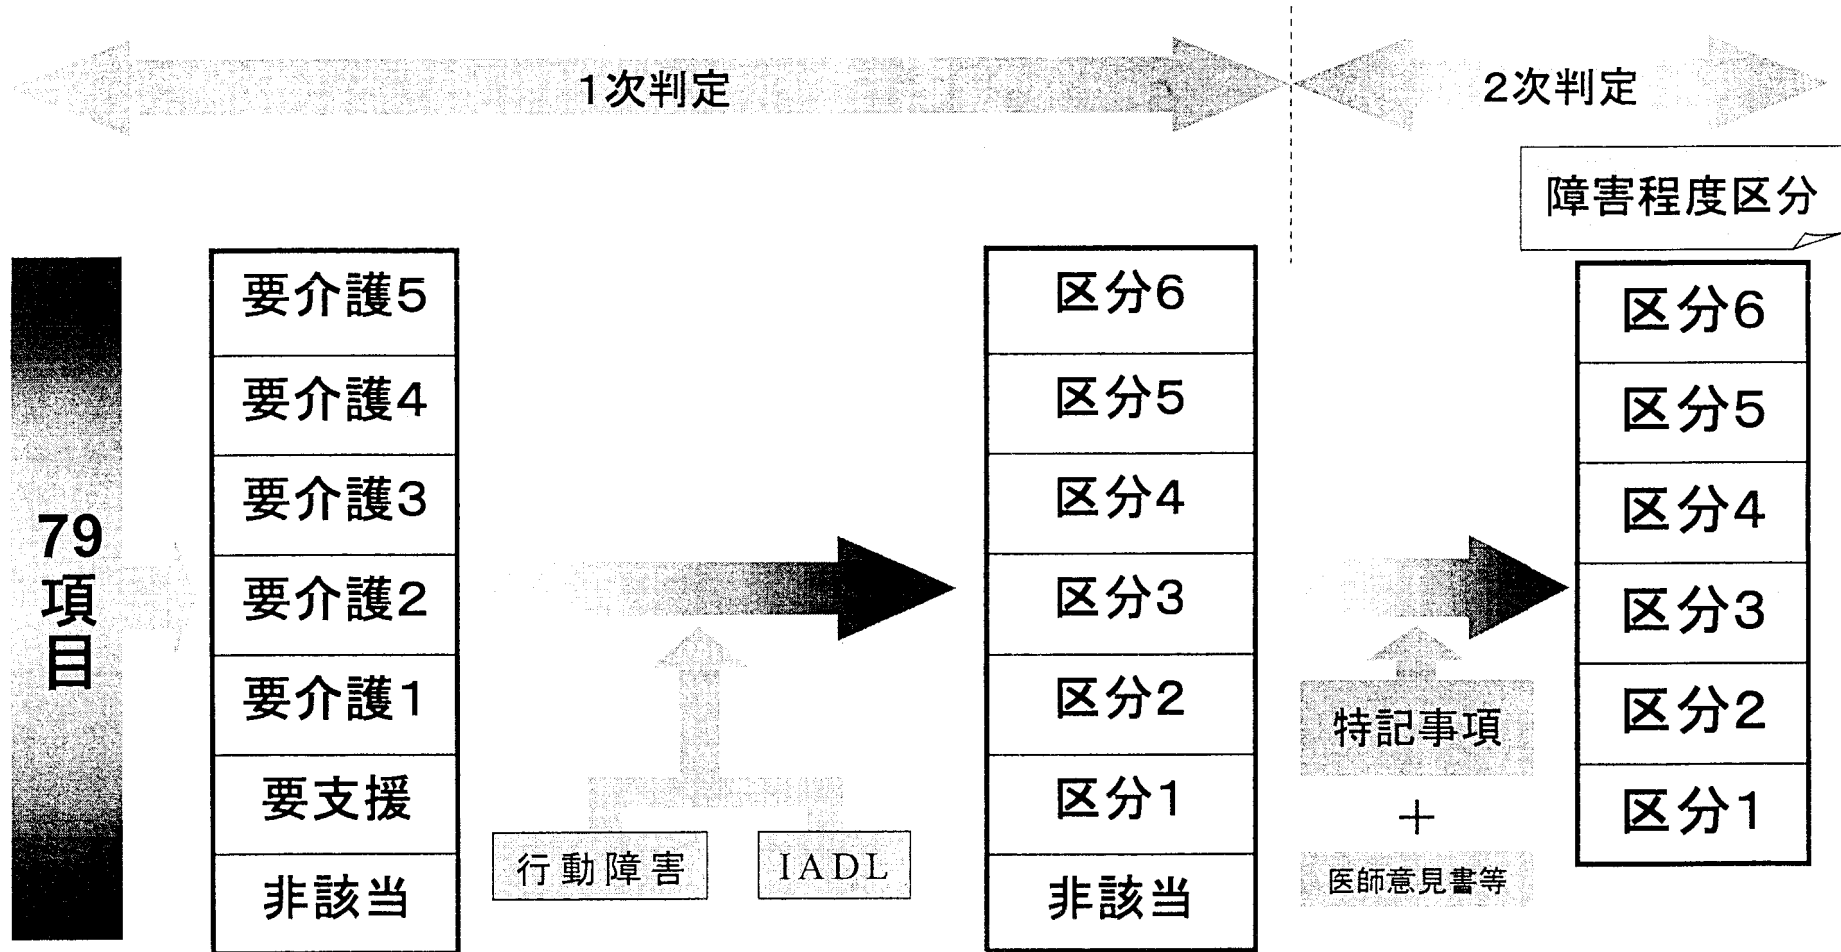 1次判定
2次判定
障害程度区分
79
項
目
要介護5
要介護4
要介護3
要介護2
要介護1
要支援
非該当
行動障害
IADL
区分6
区分5
区分4
区分3
区分2
区分1
非該当
特記事項
+
医師意見書等
区分6
区分5
区分4
区分3
区分2
区分1